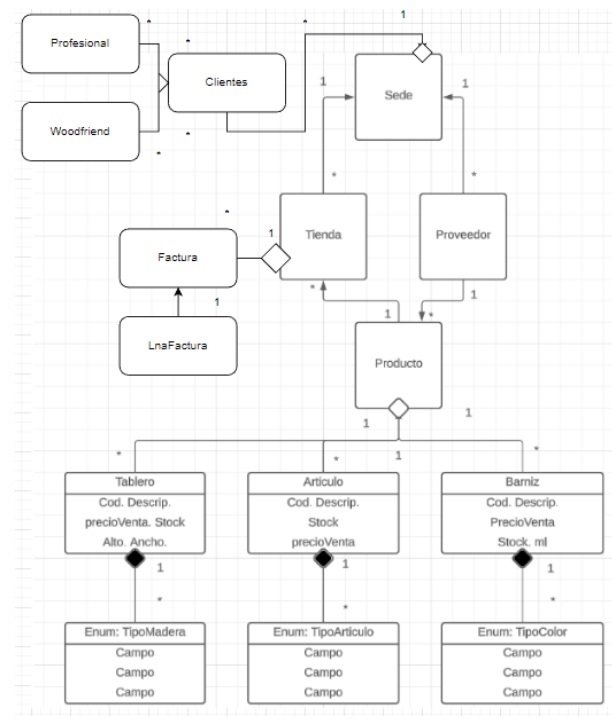 Profesional
Clientes
Woodfriend
*
*
*
*
*
1
Sede
1
1
*
*
*
1
Tienda
Proveedor
Factura
*
1
1
*
1
LnaFactura
Producto
1
1
*
*
1
*
Tablero
Cod. Descrip.
precioVenta. Stock
Alto. Ancho.
1
*
Articulo
Cod. Descrip.
Stock
precioVenta
1
*
Barniz
Cod. Descrip.
PrecioVenta
Stock. ml
1
*
Enum: TipoMadera
Campo
Campo
Campo
Enum: TipoArticulo
Campo
Campo
Campo
Enum: TipoColor
Campo
Campo
Campo